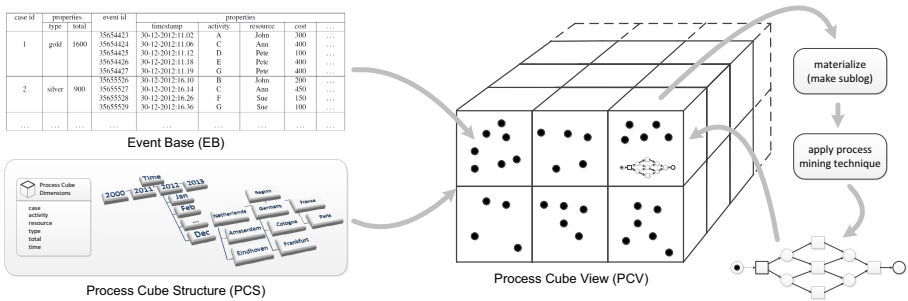 case id properties event id properties
type total timestamp activity resource cost ...
35654423 30-12-2012:11.02 A John 300 ...
1 gold 1600 35654424 30-12-2012:11.06 C Ann 400 ...
35654425 30-12-2012:11.12 D Pete 100 ...
35654426 30-12-2012:11.18 E Pete 400 ...
35654427 30-12-2012:11.19 G Pete 400 ...
35655526 30-12-2012:16.10 B John 200 ...
2 silver 900 35655527 30-12-2012:16.14 C Ann 450 ...
35655528 30-12-2012:16.26 F Sue 150 ...
35655529 30-12-2012:16.36 G Sue 100 ...
... ... ... ... ... ... ... ... ...
Event Base (EB)
Process Cube
Dimensions
case
activity
resource
type
total
time
Time
2000 2011 2012 2013
Jan
Feb
...
Dec
Region
Netherlands Germany France
Amsterdam Cologne Paris
Eindhoven Frankfurt
Process Cube Structure (PCS)
Process Cube View (PCV)
materialize
(make sublog)
apply process
mining technique